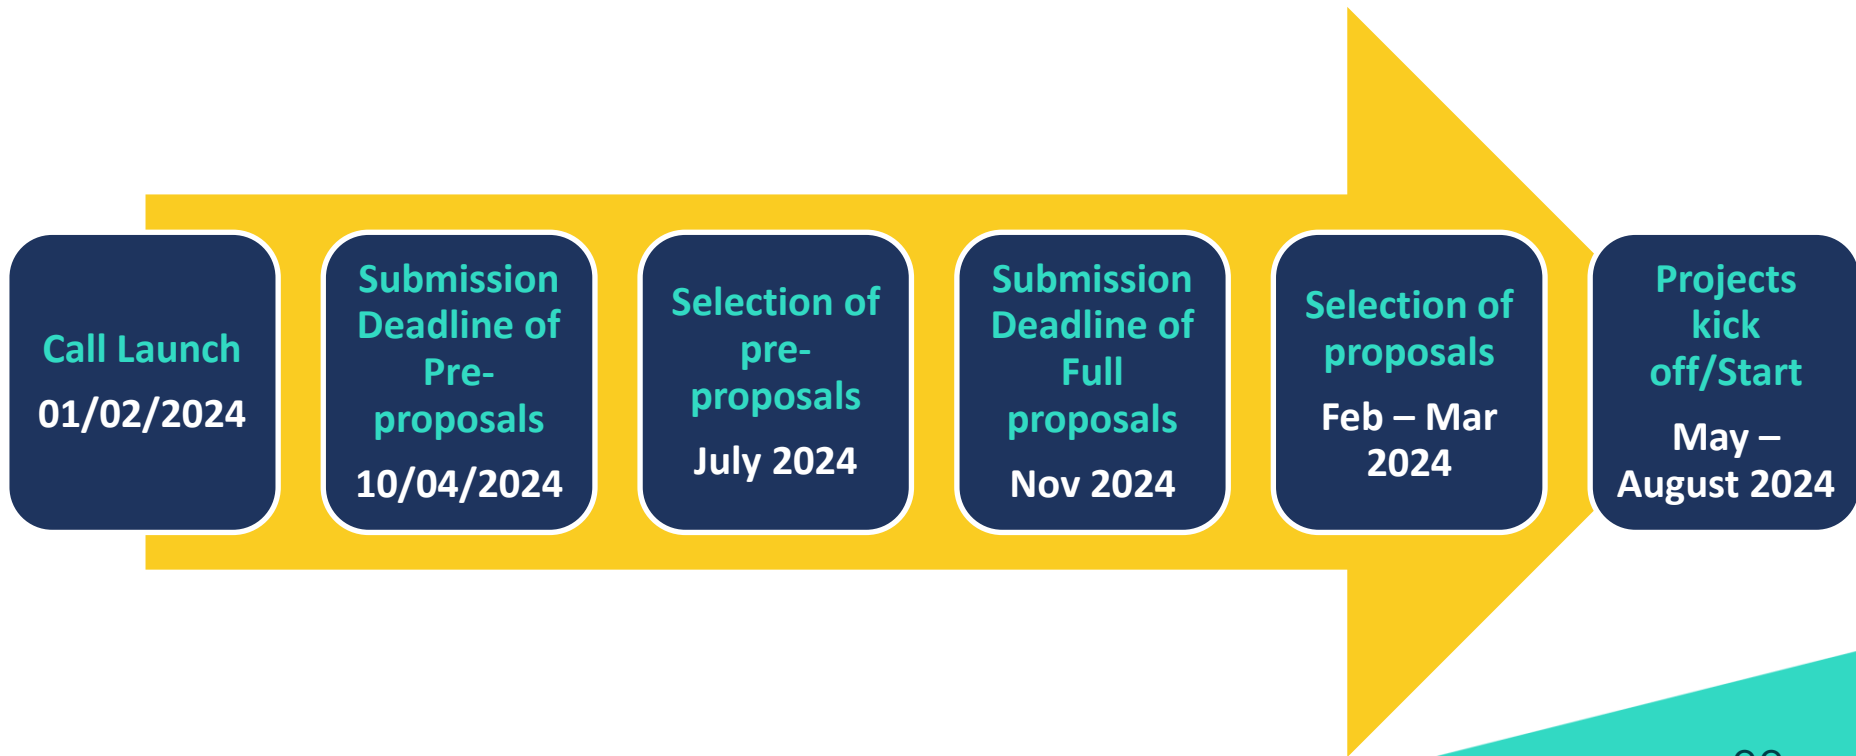 Call Launch
01/02/2024
Submission
Deadline of
Pre-
proposals
10/04/2024
Selection of
pre-
proposals
July 2024
Submission
Deadline of
Full
proposals
Nov 2024
Selection of
proposals
Feb – Mar
2024
Projects
kick
off/Start
May –
August 2024